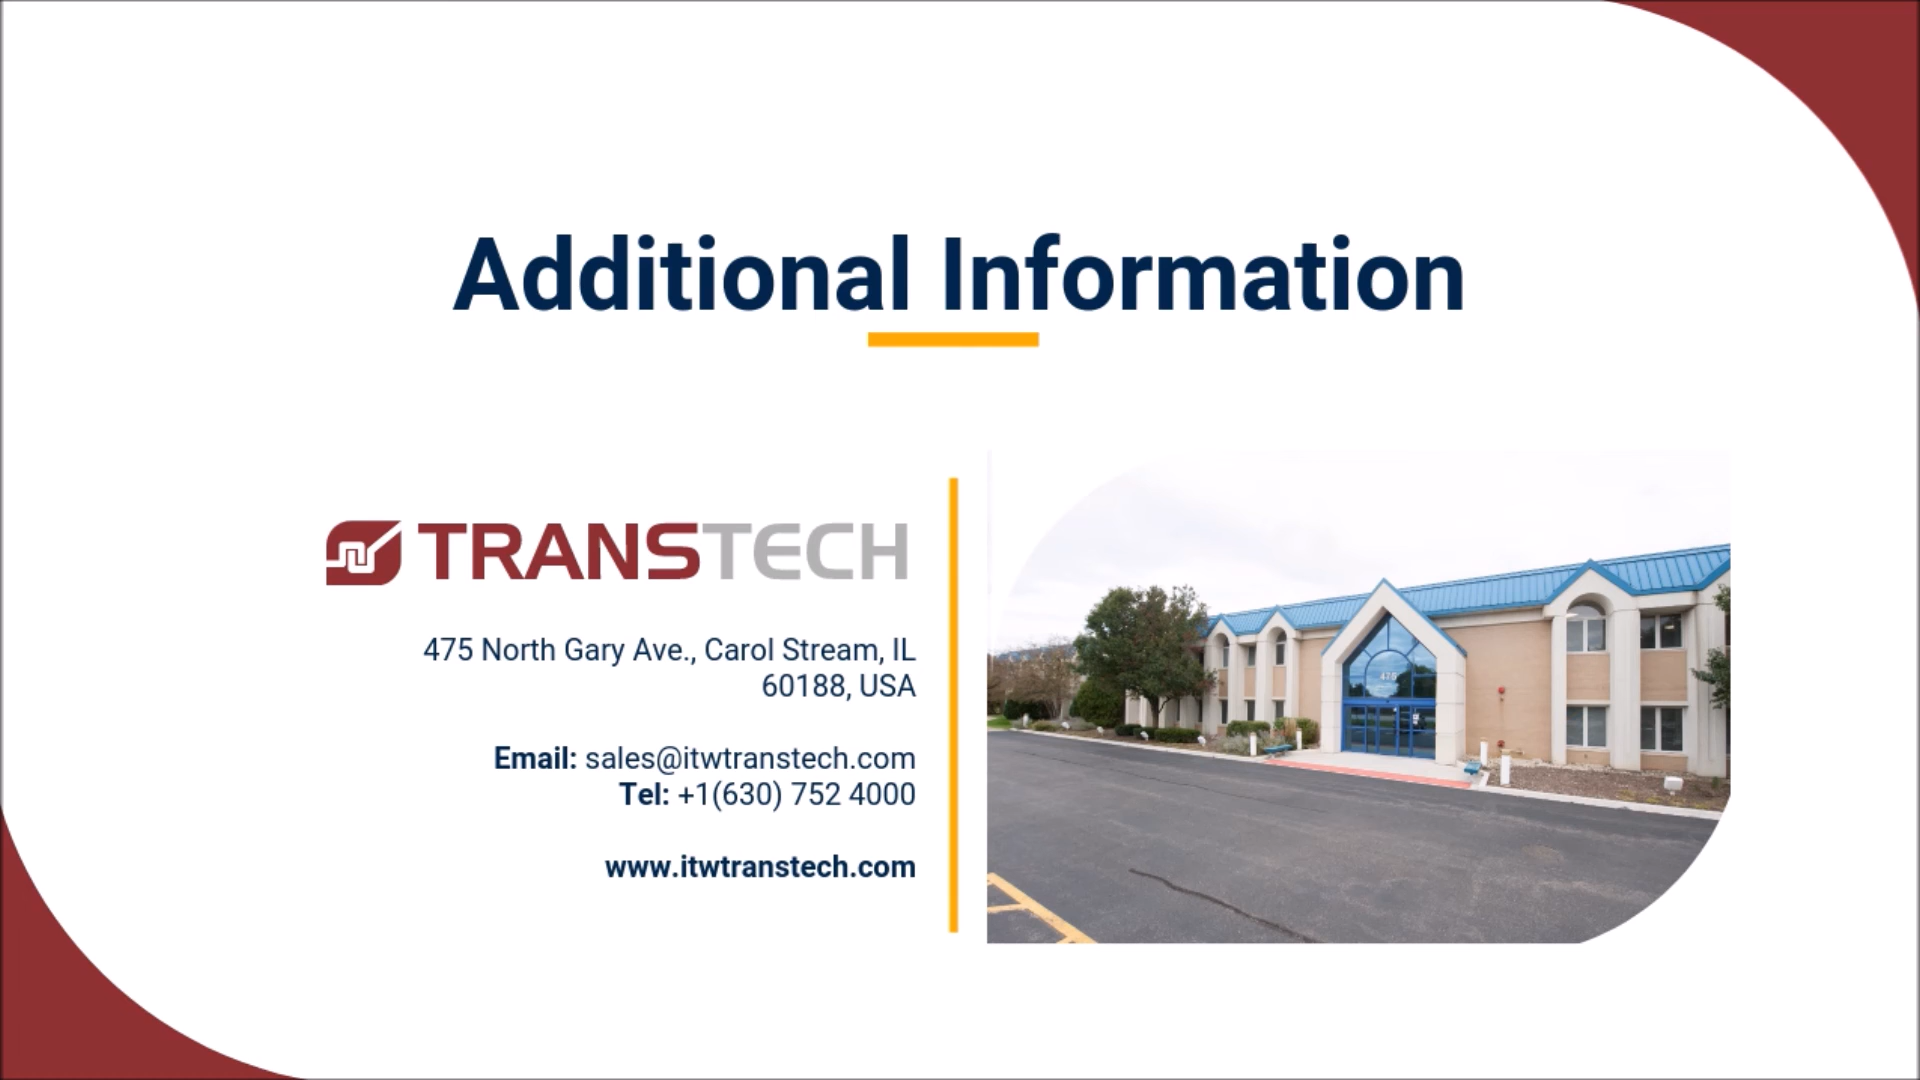 Additional Information
TRANSTECH
475 North Gary Ave., Carol Stream, IL
60188, USA
Email: sales@itwtranstech.com
Tel: +1(630) 752 4000
www.itwtranstech.com
475